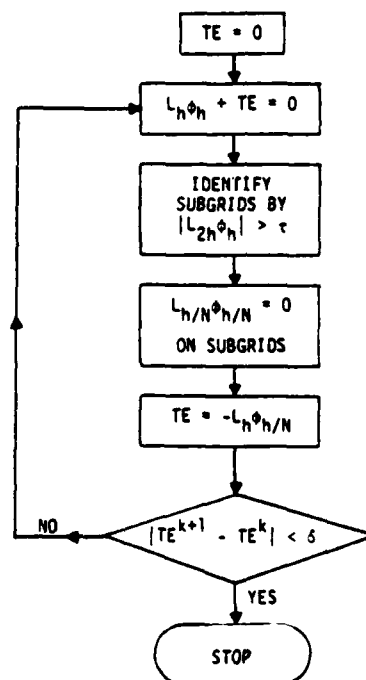 TE = 0
L_hΦ_h + TE = 0
IDENTIFY
SUBGRIDS BY
|L_2hΦ_h| > τ
L_h/NΦ_h/N = 0
ON SUBGRIDS
TE = -L_hΦ_h/N
|TE^k+1 - TE^k| < δ
NO
YES
STOP